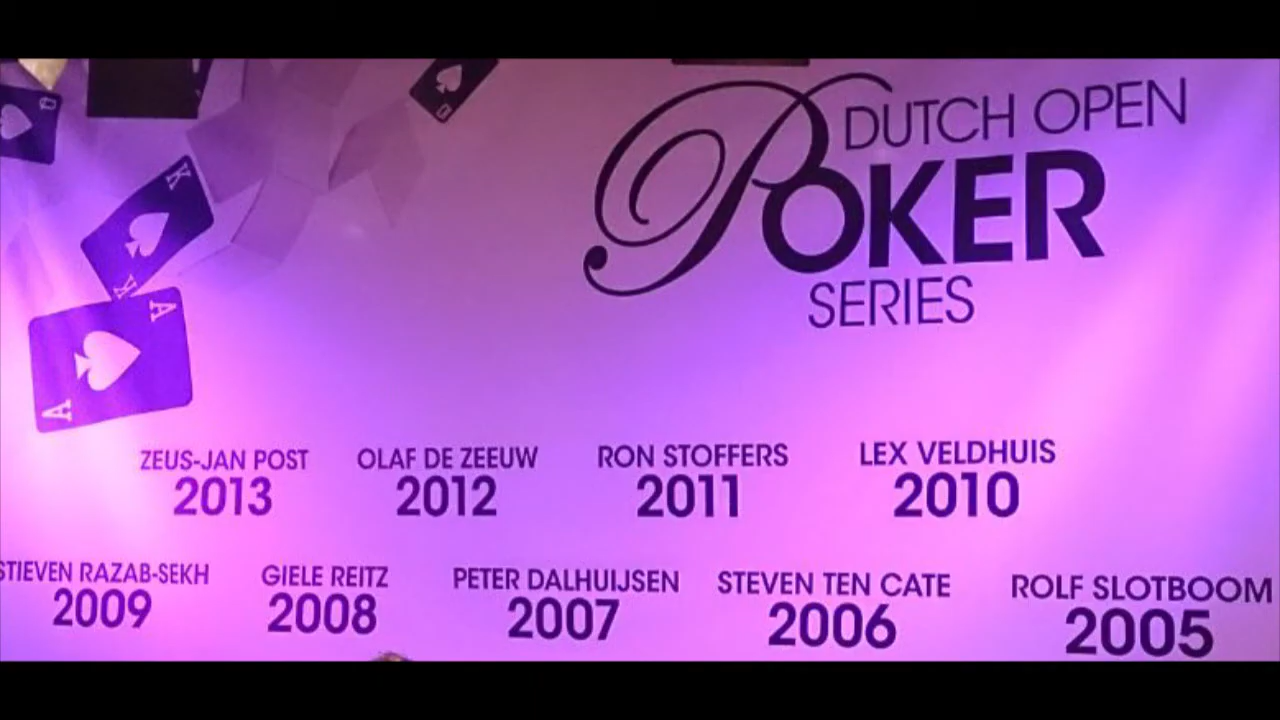 DUTCH OPEN
POKER
SERIES
ZEUS-JAN POST OLAF DE ZEEUW RON STOFFERS LEX VELDHUIS
2013 2012 2011 2010
STIEVEN RAZAB-SEKH GIELE REITZ PETER DALHUIJSEN STEVEN TEN CATE ROLF SLOTBOOM
2009 2008 2007 2006 2005
Q
Q
K
K
A
A